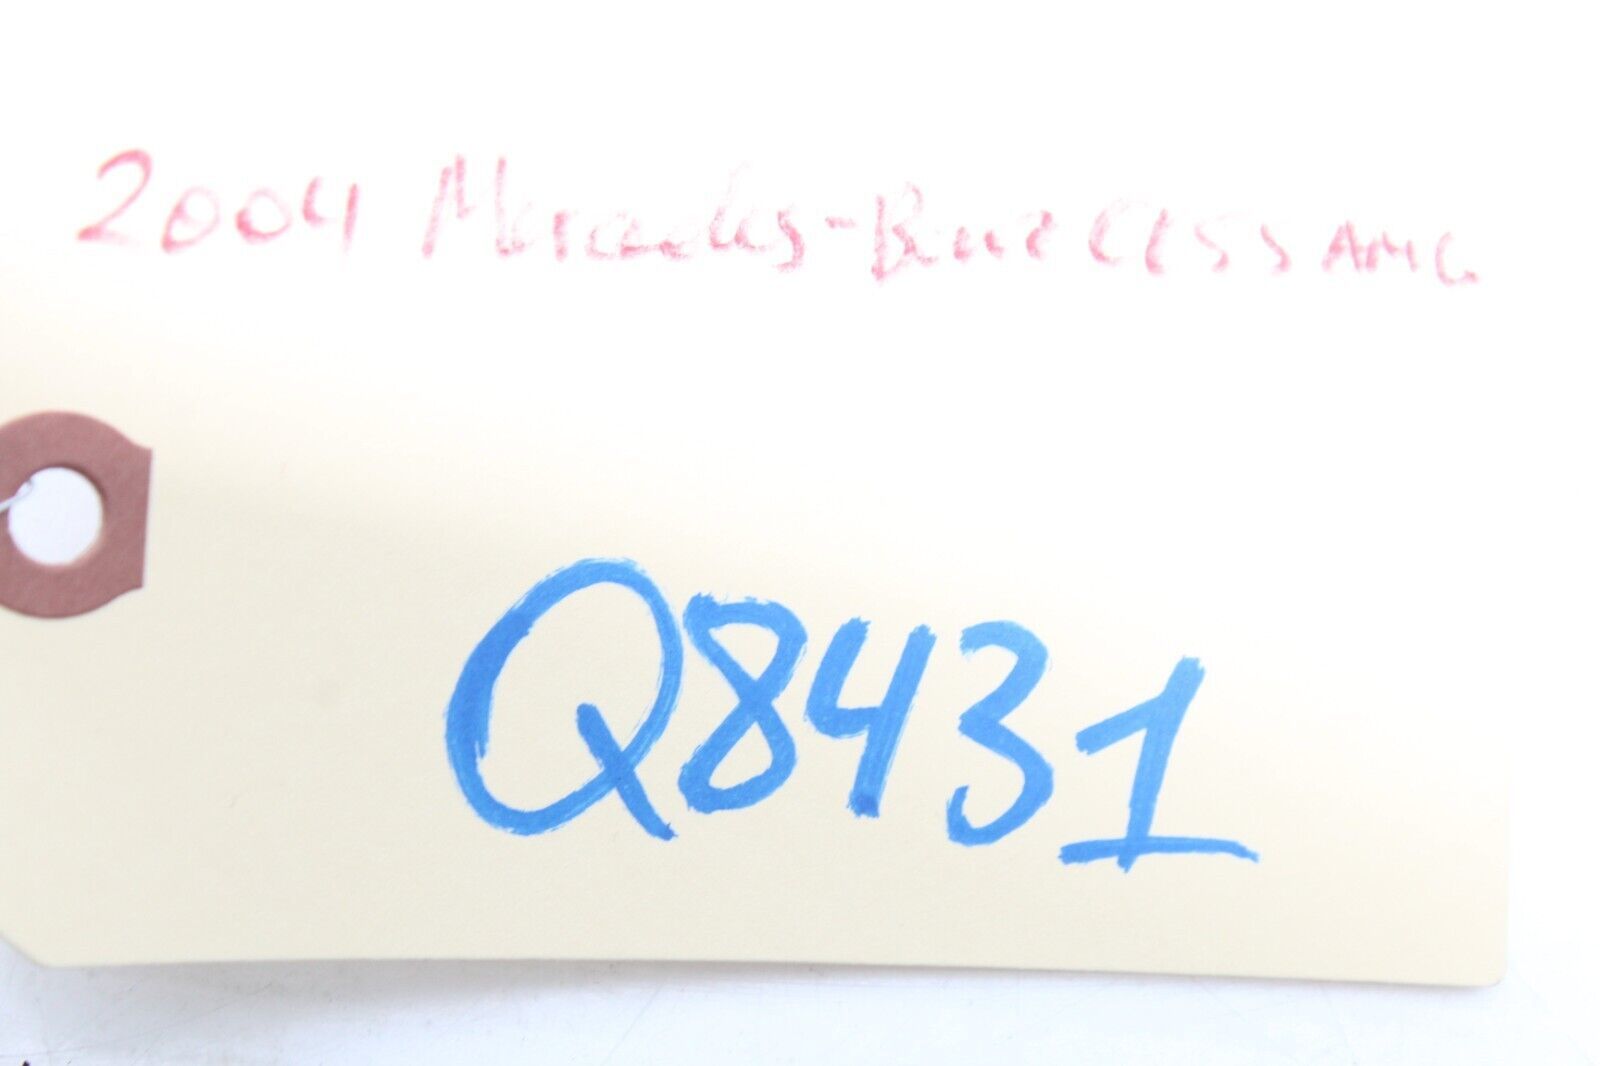 2004 Mercedes-Benz CL55 AMG
Q8431